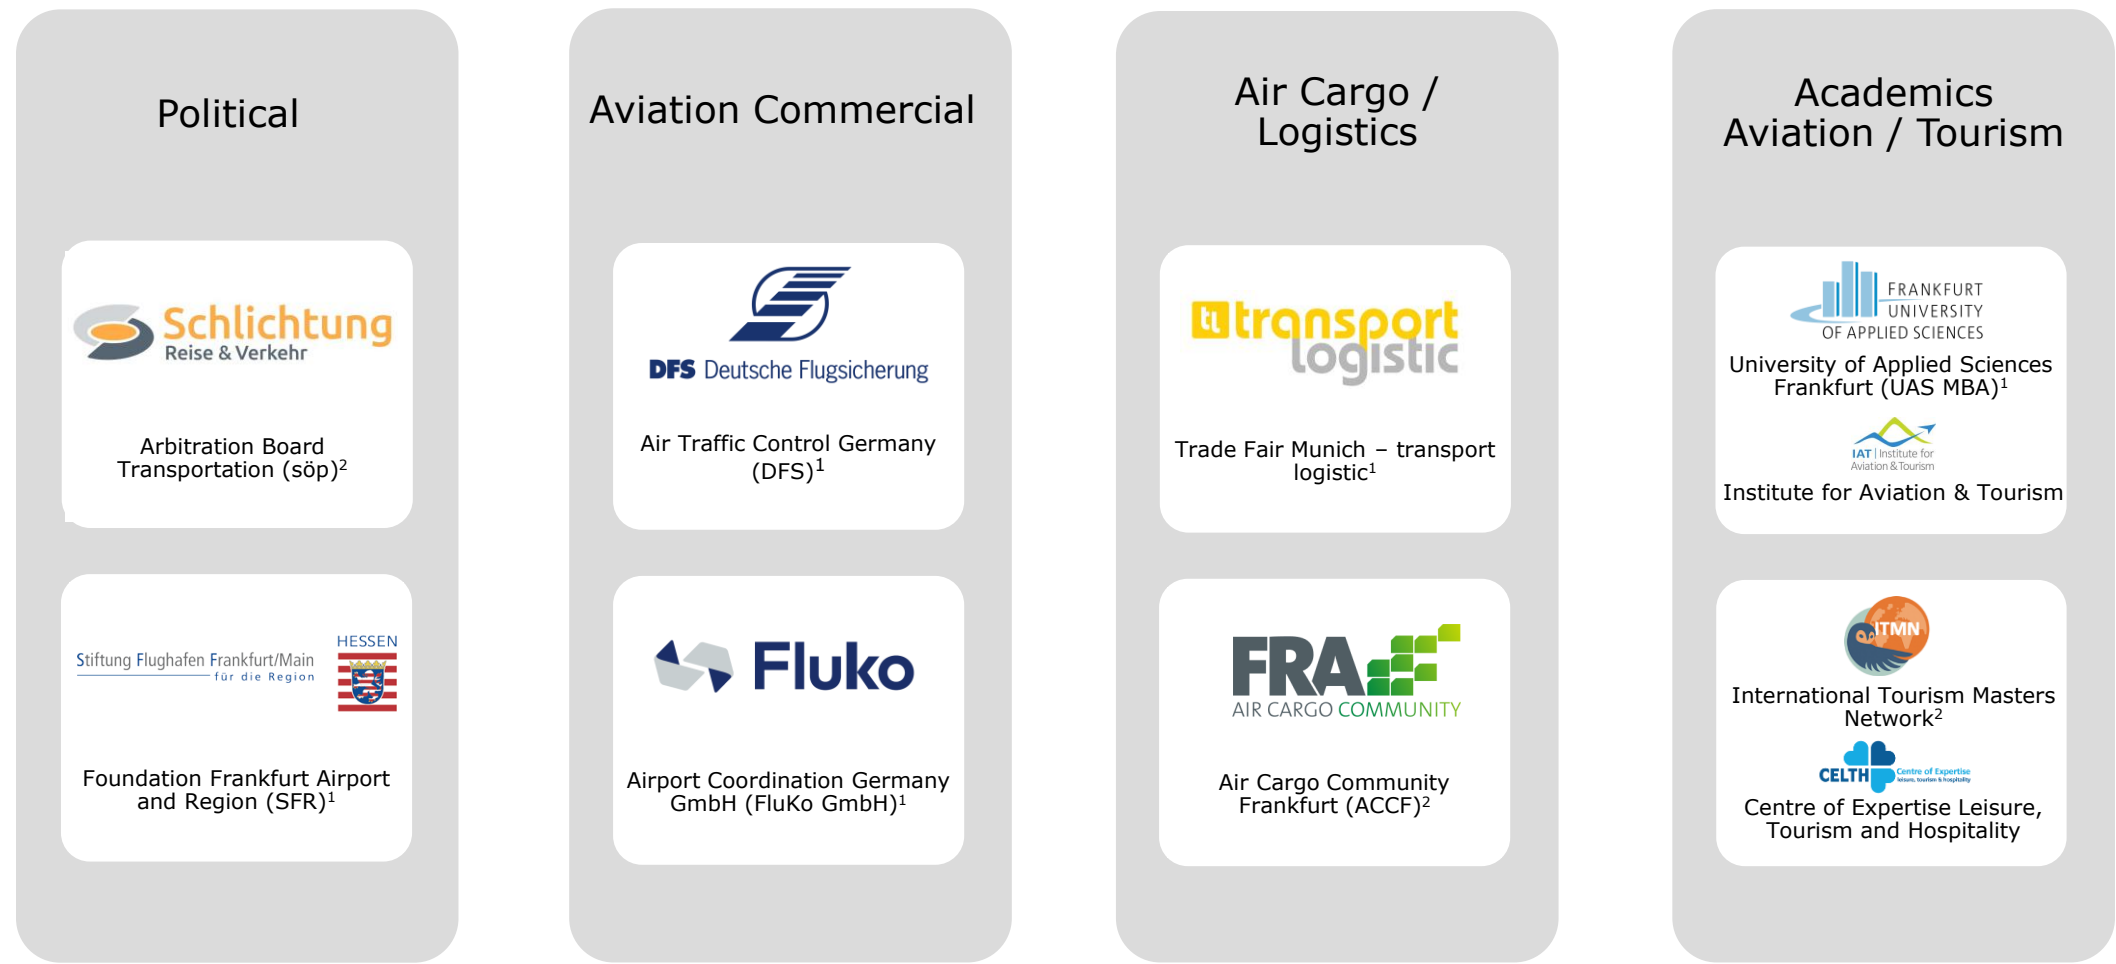 Political
Schlichtung
Reise & Verkehr
Arbitration Board
Transportation (söp)²
Stiftung Flughafen Frankfurt/Main
für die Region
HESSEN
Foundation Frankfurt Airport
and Region (SFR)¹
Aviation Commercial
DFS Deutsche Flugsicherung
Air Traffic Control Germany
(DFS)¹
Fluko
Airport Coordination Germany
GmbH (FluKo GmbH)¹
Air Cargo /
Logistics
tl transport
logistic
Trade Fair Munich – transport
logistic¹
FRA
AIR CARGO COMMUNITY
Air Cargo Community
Frankfurt (ACCF)²
Academics
Aviation / Tourism
FRANKFURT
UNIVERSITY
OF APPLIED SCIENCES
University of Applied Sciences
Frankfurt (UAS MBA)¹
IAT | Institute for
Aviation & Tourism
Institute for Aviation & Tourism
ITMN
International Tourism Masters
Network²
CELTH Centre of Expertise
leisure, tourism & hospitality
Centre of Expertise Leisure,
Tourism and Hospitality